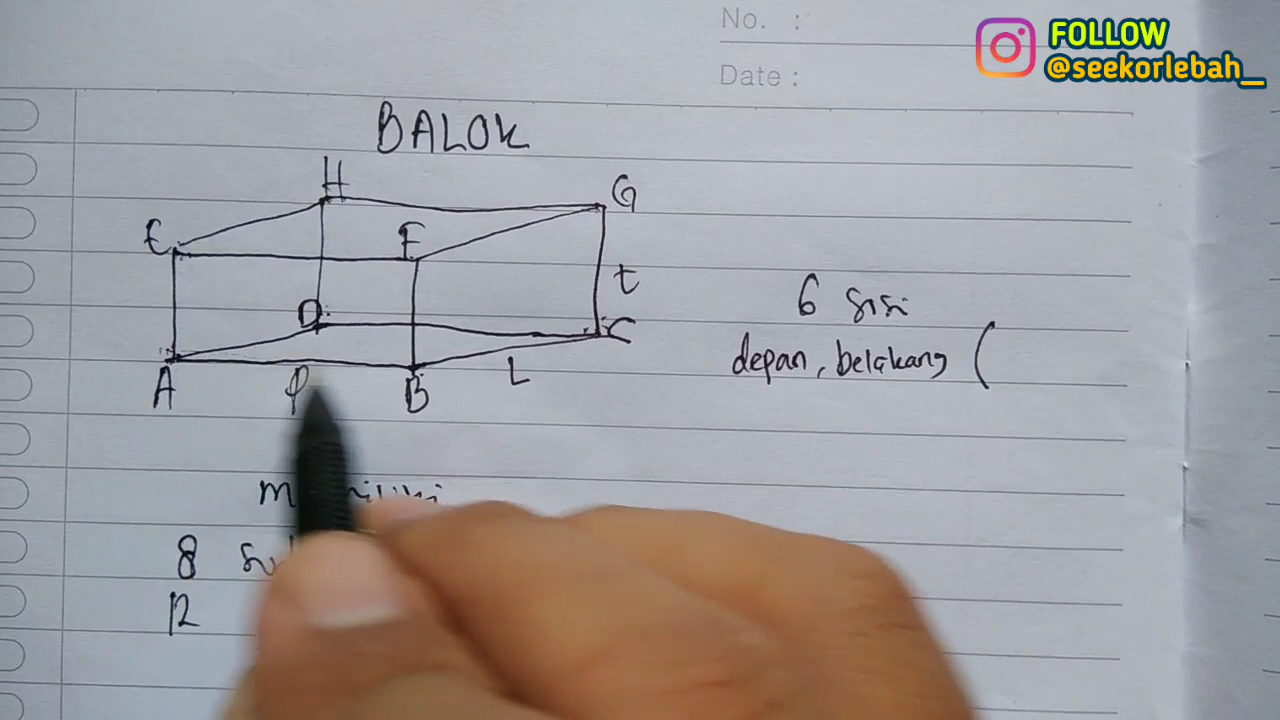 No. :
Date :
FOLLOW
@seekorlebah_
BALOK
H
G
E
F
t
D
C
A
P
B
L
6 sisi
depan, belakang (
8
12